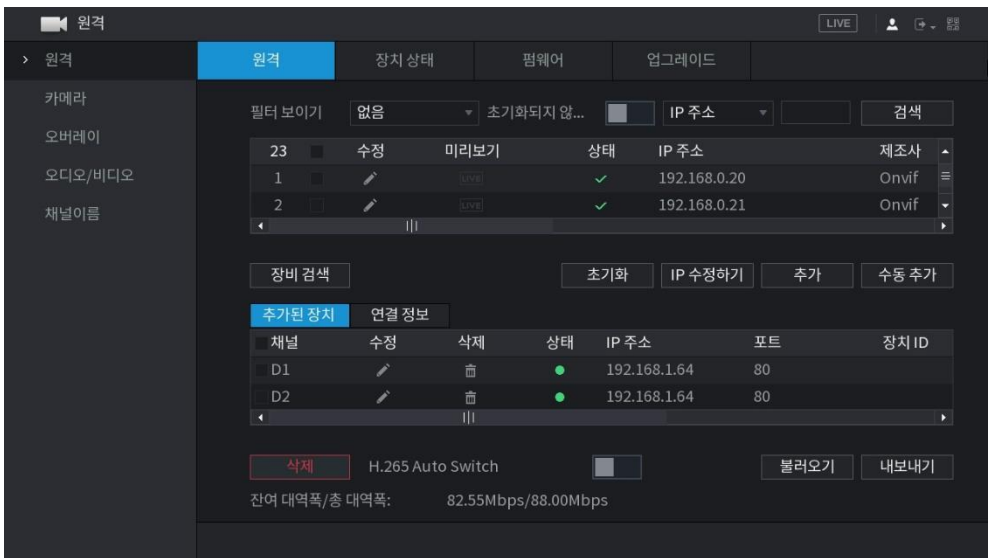 원격 LIVE
원격 원격 장치 상태 펌웨어 업그레이드
카메라
필터 보이기 없음 초기화되지 않... IP 주소 검색
오버레이
23 수정 미리보기 상태 IP 주소 제조사
오디오/비디오
1 LIVE 192.168.0.20 Onvif
채널이름
2 LIVE 192.168.0.21 Onvif
장비 검색 초기화 IP 수정하기 추가 수동 추가
추가된 장치 연결 정보
채널 수정 삭제 상태 IP 주소 포트 장치 ID
D1 192.168.1.64 80
D2 192.168.1.64 80
삭제 H.265 Auto Switch 불러오기 내보내기
잔여 대역폭/총 대역폭: 82.55Mbps/88.00Mbps